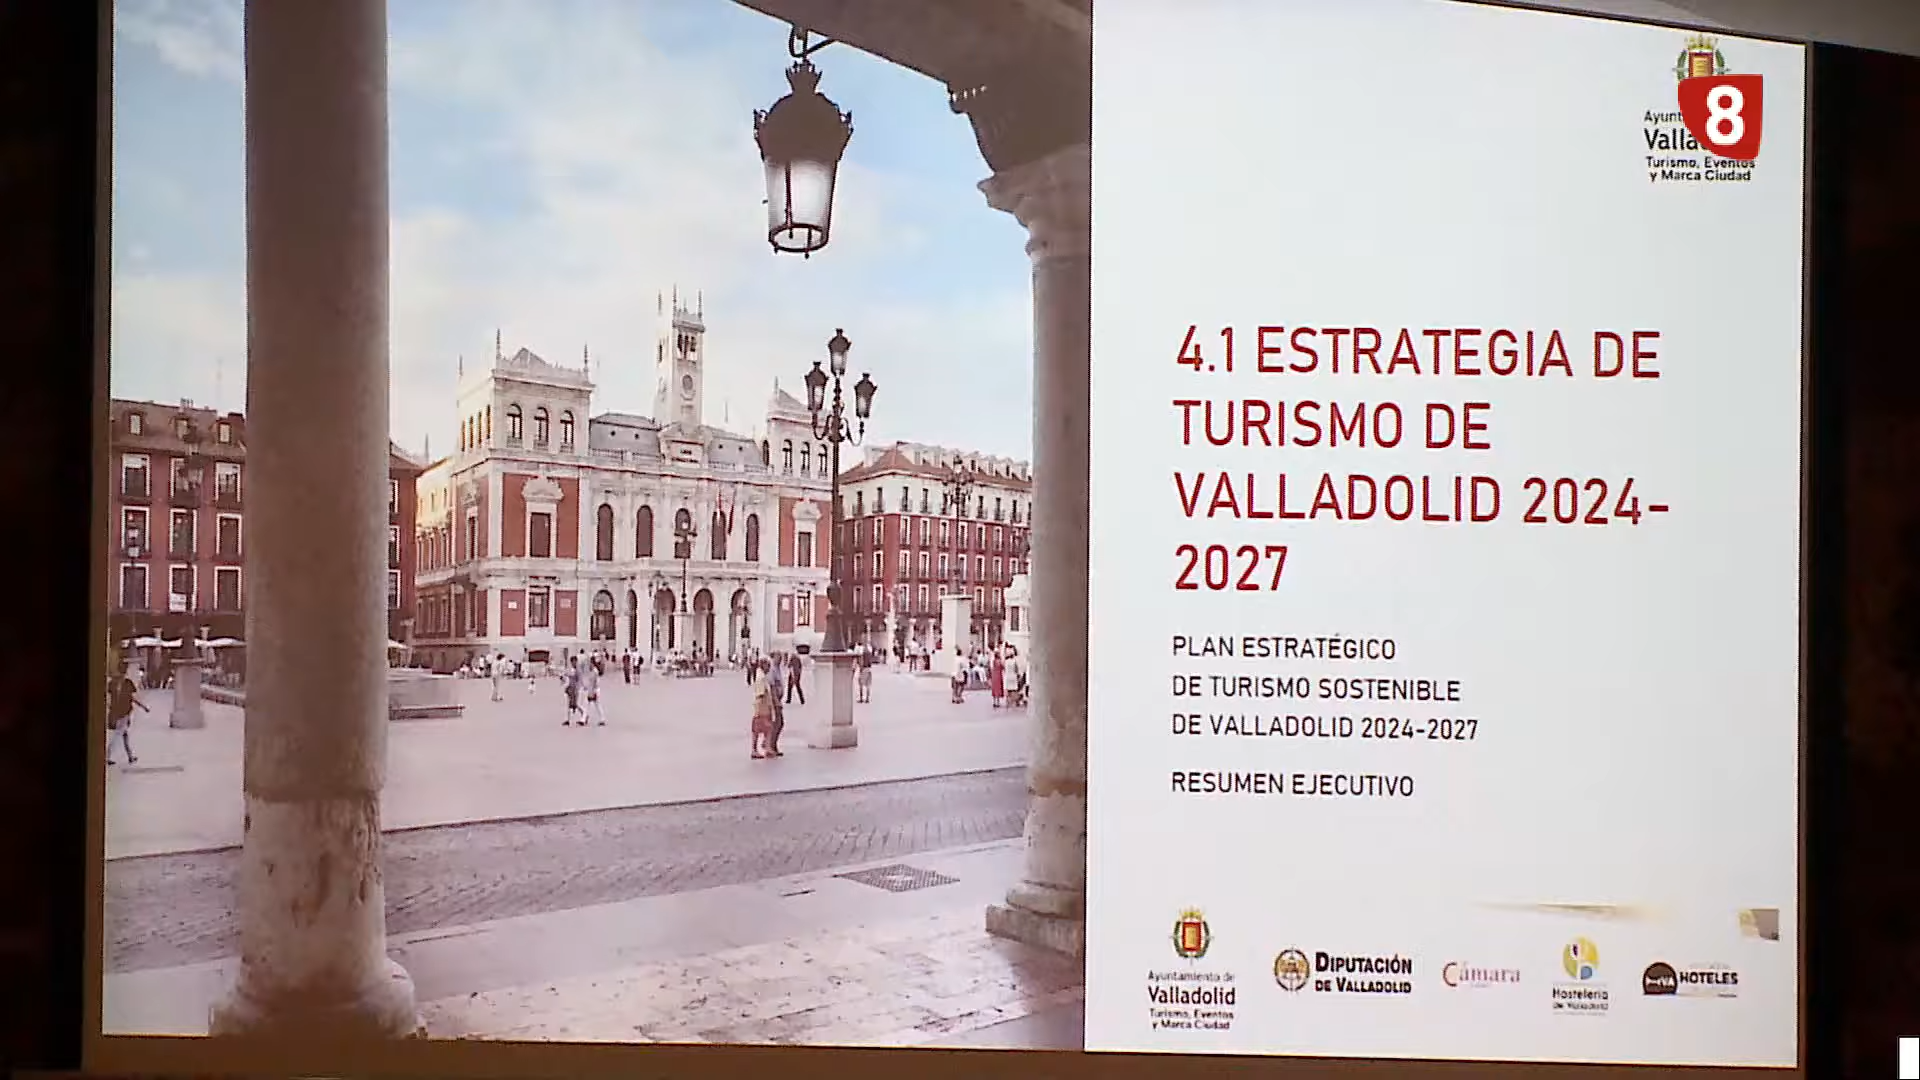 8
Ayunt
Valla
Turismo, Eventos
y Marca Ciudad
4.1 ESTRATEGIA DE
TURISMO DE
VALLADOLID 2024-
2027
PLAN ESTRATÉGICO
DE TURISMO SOSTENIBLE
DE VALLADOLID 2024-2027
RESUMEN EJECUTIVO
Ayuntamiento de
Valladolid
Turismo, Eventos
y Marca Ciudad
DIPUTACIÓN
DE VALLADOLID
Cámara
Hostelería
de Valladolid
HOTELES